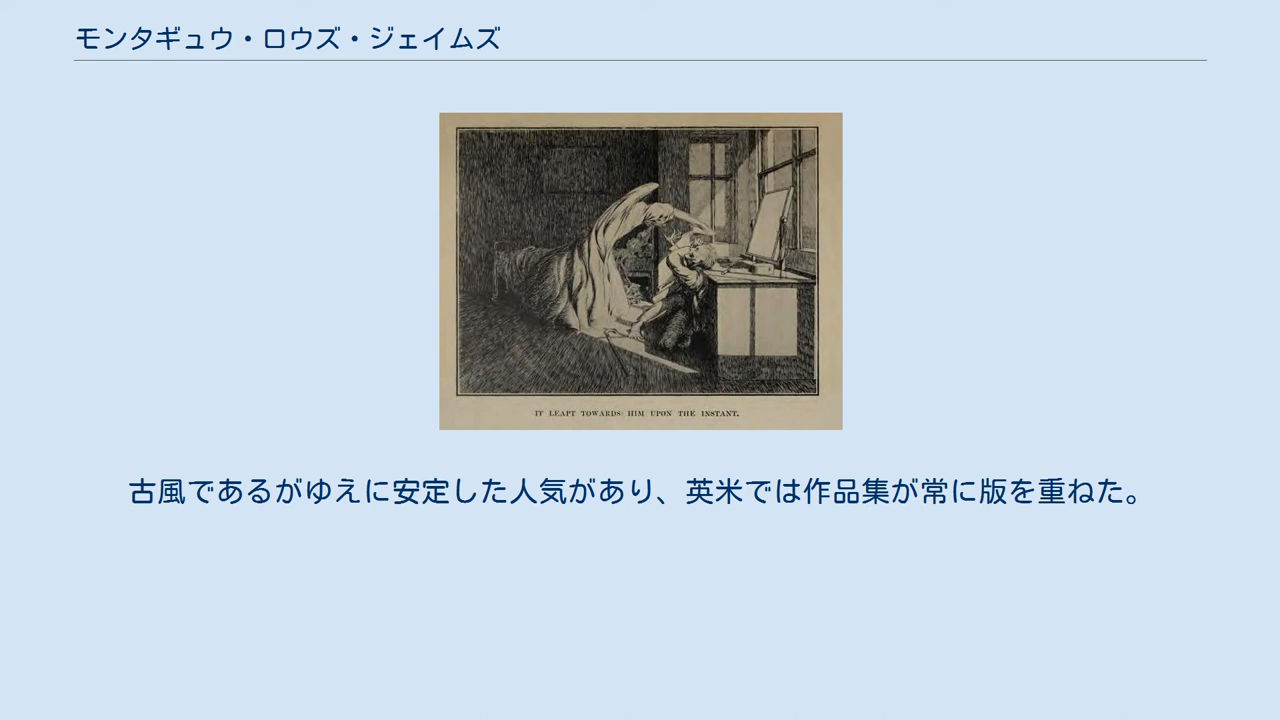 モンタギュウ・ロウズ・ジェイムズ
IT LEAPT TOWARDS HIM UPON THE INSTANT.
古風であるがゆえに安定した人気があり、英米では作品集が常に版を重ねた。